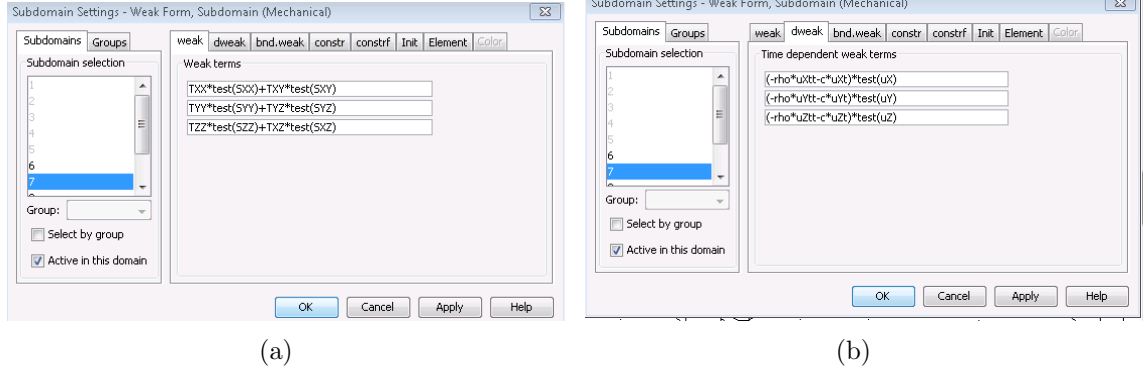 Subdomain Settings - Weak Form, Subdomain (Mechanical)
Subdomains Groups
Subdomain selection
1
2
3
4
5
6
7
Group:
Select by group
Active in this domain
weak dweak bnd.weak constr constrf Init Element Color
Weak terms
TXX*test(SXX)+TXY*test(SXY)
TYY*test(SYY)+TYZ*test(SYZ)
TZZ*test(SZZ)+TXZ*test(SXZ)
OK Cancel Apply Help
(a)
Subdomain Settings - Weak Form, Subdomain (Mechanical)
Subdomains Groups
Subdomain selection
1
2
3
4
5
6
7
Group:
Select by group
Active in this domain
weak dweak bnd.weak constr constrf Init Element Color
Time dependent weak terms
(-rho*uXtt-c*uXt)*test(uX)
(-rho*uYtt-c*uYt)*test(uY)
(-rho*uZtt-c*uZt)*test(uZ)
OK Cancel Apply Help
(b)